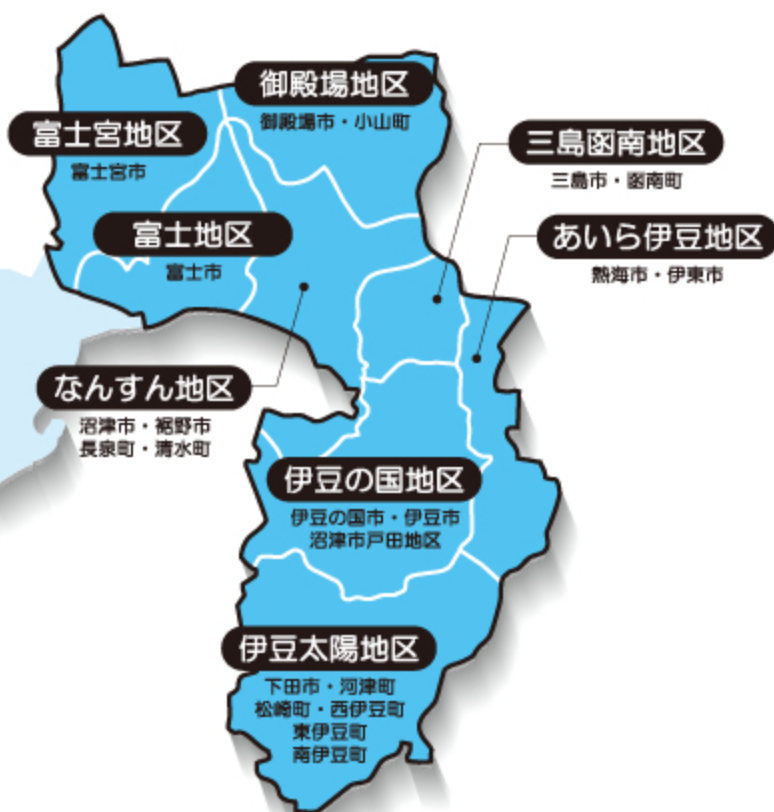 御殿場地区
御殿場市・小山町
富士宮地区
富士宮市
三島函南地区
三島市・函南町
富士地区
富士市
あいら伊豆地区
熱海市・伊東市
なんすん地区
沼津市・裾野市
長泉町・清水町
伊豆の国地区
伊豆の国市・伊豆市
沼津市戸田地区
伊豆太陽地区
下田市・河津町
松崎町・西伊豆町
東伊豆町
南伊豆町